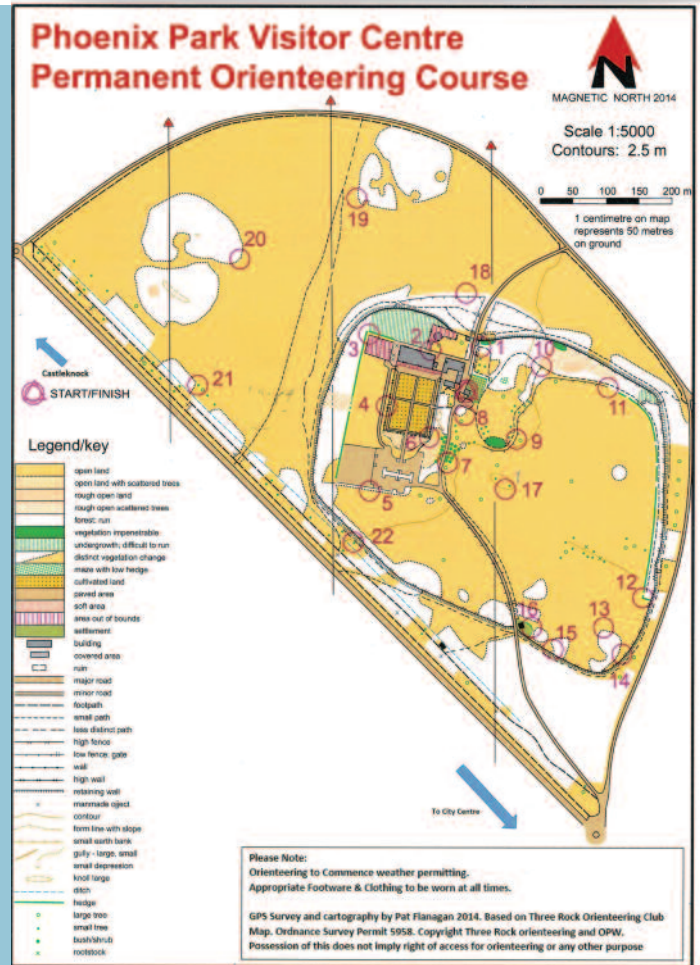 Phoenix Park Visitor Centre
Permanent Orienteering Course
N
MAGNETIC NORTH 2014
Scale 1:5000
Contours: 2.5 m
0 50 100 150 200 m
1 centimetre on map
represents 50 metres
on ground
19
20
18
3
2
1
10
21
4
8
11
6
9
7
5
17
22
12
16
13
15
14
Castleknock
START/FINISH
Legend/key
open land
open land with scattered trees
rough open land
rough open scattered trees
forest: run
vegetation impenetrable
undergrowth: difficult to run
distinct vegetation change
maze with low hedge
cultivated land
paved area
soft area
area out of bounds
settlement
building
covered area
ruin
major road
minor road
footpath
small path
less distinct path
high fence
low fence: gate
wall
high wall
retaining wall
manmade oject
contour
form line with slope
small earth bank
gully - large, small
small depression
knoll large
ditch
hedge
large tree
small tree
bush/shrub
rootstock
To City Centre
Please Note:
Orienteering to Commence weather permitting.
Appropriate Footware & Clothing to be worn at all times.
GPS Survey and cartography by Pat Flanagan 2014. Based on Three Rock Orienteering Club
Map. Ordnance Survey Permit 5958. Copyright Three Rock orienteering and OPW.
Possession of this does not imply right of access for orienteering or any other purpose